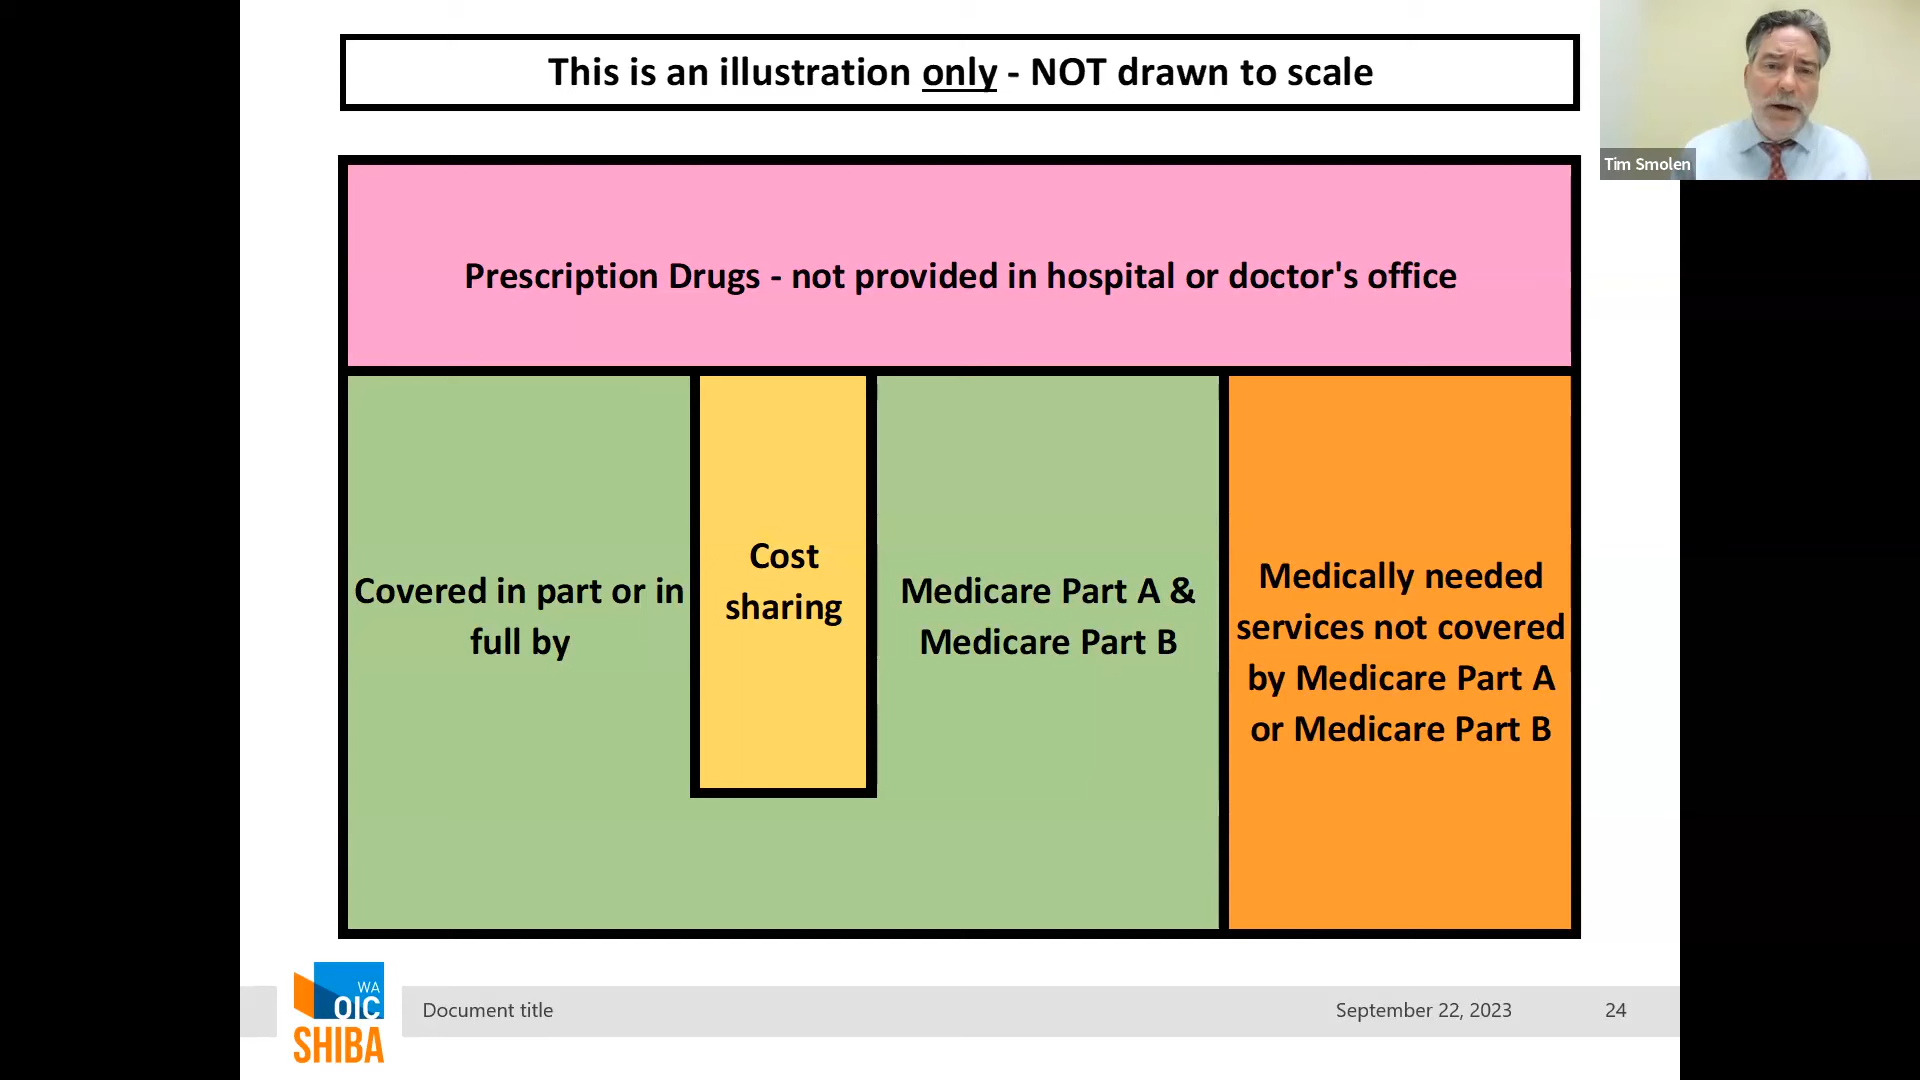 This is an illustration only - NOT drawn to scale
Tim Smolen
Prescription Drugs - not provided in hospital or doctor's office
Covered in part or in
full by
Cost
sharing
Medicare Part A &
Medicare Part B
Medically needed
services not covered
by Medicare Part A
or Medicare Part B
WA
OIC
SHIBA
Document title
September 22, 2023
24